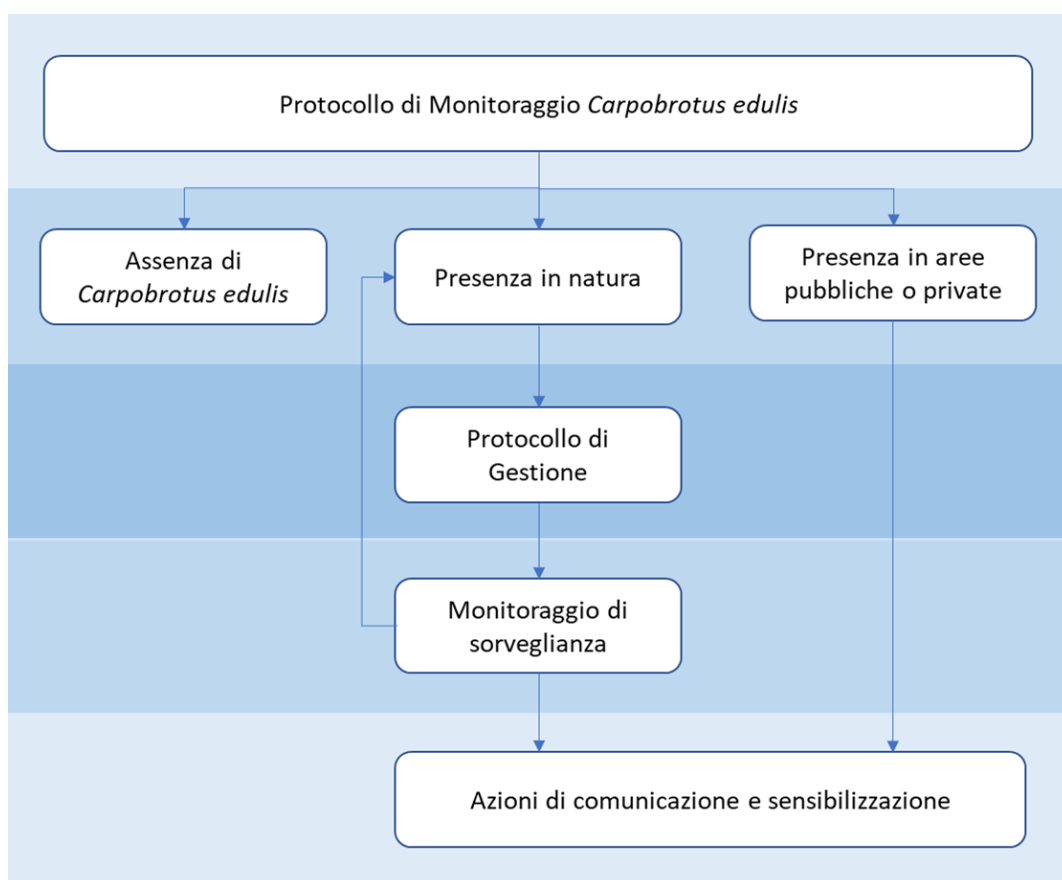 Protocollo di Monitoraggio Carpobrotus edulis
Assenza di
Carpobrotus edulis
Presenza in natura
Presenza in aree
pubbliche o private
Protocollo di
Gestione
Monitoraggio di
sorveglianza
Azioni di comunicazione e sensibilizzazione